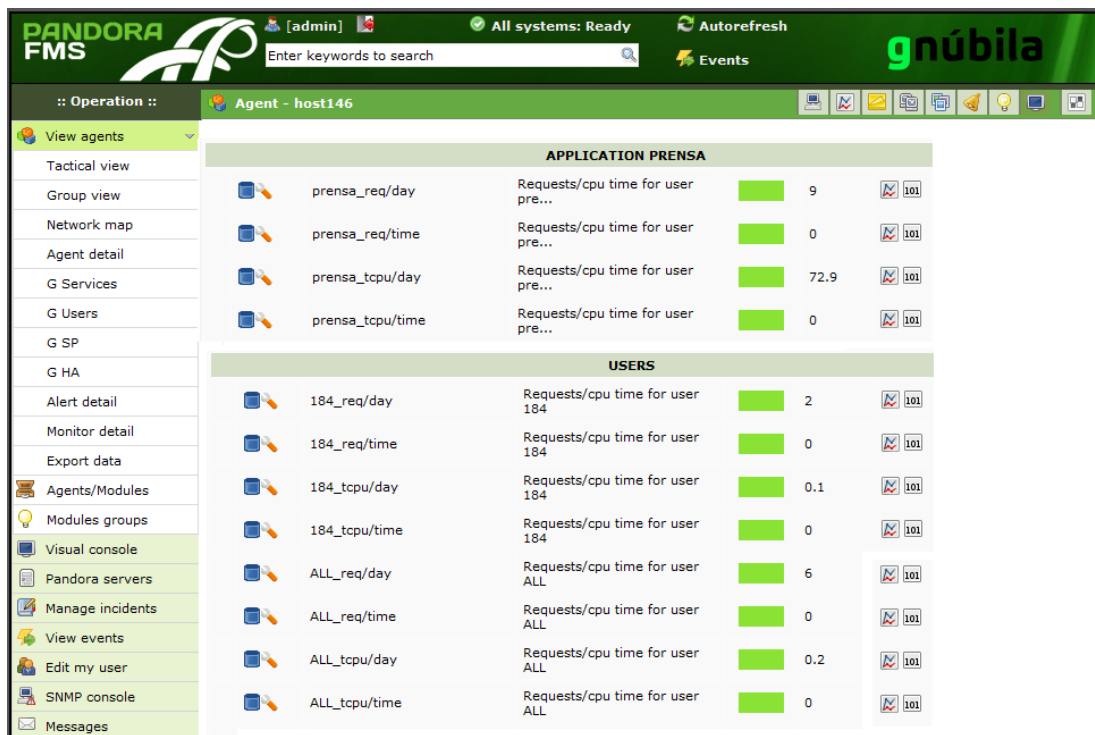 PANDORA
FMS
[admin]
All systems: Ready
Autorefresh
Enter keywords to search
Events
gnúbila
:: Operation ::
Agent - host146
View agents
Tactical view
Group view
Network map
Agent detail
G Services
G Users
G SP
G HA
Alert detail
Monitor detail
Export data
Agents/Modules
Modules groups
Visual console
Pandora servers
Manage incidents
View events
Edit my user
SNMP console
Messages
APPLICATION PRENSA
prensa_req/day Requests/cpu time for user pre... 9 101
prensa_req/time Requests/cpu time for user pre... 0 101
prensa_tcpu/day Requests/cpu time for user pre... 72.9 101
prensa_tcpu/time Requests/cpu time for user pre... 0 101
USERS
184_req/day Requests/cpu time for user 184 2 101
184_req/time Requests/cpu time for user 184 0 101
184_tcpu/day Requests/cpu time for user 184 0.1 101
184_tcpu/time Requests/cpu time for user 184 0 101
ALL_req/day Requests/cpu time for user ALL 6 101
ALL_req/time Requests/cpu time for user ALL 0 101
ALL_tcpu/day Requests/cpu time for user ALL 0.2 101
ALL_tcpu/time Requests/cpu time for user ALL 0 101